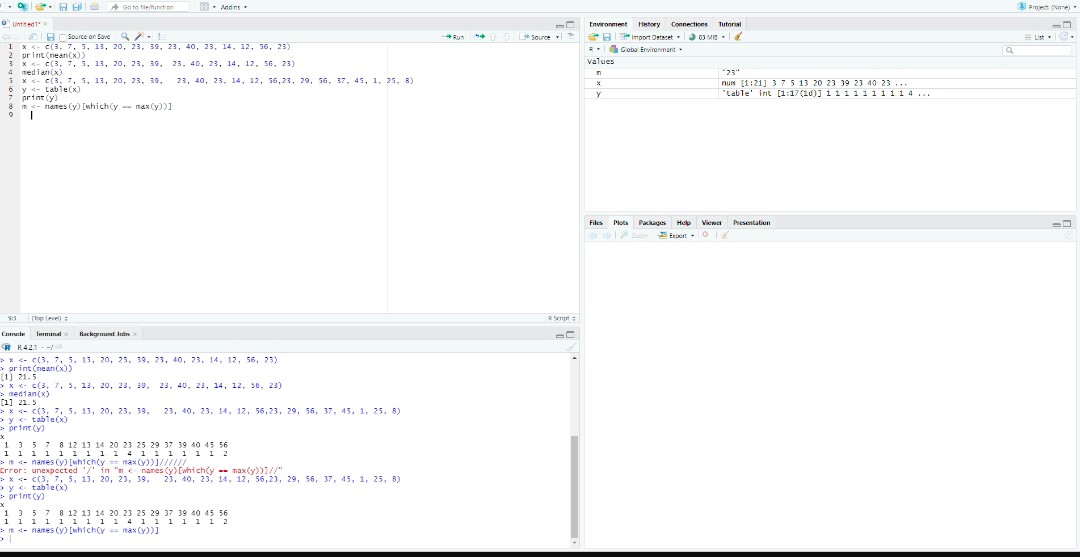 Go to file/function
Addins
Project: (None)
Untitled1*
Source on Save
Run
Source
1 x <- c(3, 7, 5, 13, 20, 23, 39, 23, 40, 23, 14, 12, 56, 23)
2 print(mean(x))
3 x <- c(3, 7, 5, 13, 20, 23, 39, 23, 40, 23, 14, 12, 56, 23)
4 median(x)
5 x <- c(3, 7, 5, 13, 20, 23, 39, 23, 40, 23, 14, 12, 56,23, 29, 56, 37, 45, 1, 25, 8)
6 y <- table(x)
7 print(y)
8 m <- names(y)[which(y == max(y))]
9
9:3
(Top Level)
R Script
Console
Terminal
Background Jobs
R 4.2.1 · ~/
> x <- c(3, 7, 5, 13, 20, 23, 39, 23, 40, 23, 14, 12, 56, 23)
> print(mean(x))
[1] 21.5
> x <- c(3, 7, 5, 13, 20, 23, 39, 23, 40, 23, 14, 12, 56, 23)
> median(x)
[1] 21.5
> x <- c(3, 7, 5, 13, 20, 23, 39, 23, 40, 23, 14, 12, 56,23, 29, 56, 37, 45, 1, 25, 8)
> y <- table(x)
> print(y)
x
1 3 5 7 8 12 13 14 20 23 25 29 37 39 40 45 56
1 1 1 1 1 1 1 1 1 4 1 1 1 1 1 1 2
> m <- names(y)[which(y == max(y))]//////
Error: unexpected '/' in "m <- names(y)[which(y == max(y))]//"
> x <- c(3, 7, 5, 13, 20, 23, 39, 23, 40, 23, 14, 12, 56,23, 29, 56, 37, 45, 1, 25, 8)
> y <- table(x)
> print(y)
x
1 3 5 7 8 12 13 14 20 23 25 29 37 39 40 45 56
1 1 1 1 1 1 1 1 1 4 1 1 1 1 1 1 2
> m <- names(y)[which(y == max(y))]
>
Environment
History
Connections
Tutorial
Import Dataset
83 MiB
List
R
Global Environment
Values
m "23"
x num [1:21] 3 7 5 13 20 23 39 23 40 23 ...
y 'table' int [1:17(1d)] 1 1 1 1 1 1 1 1 1 4 ...
Files
Plots
Packages
Help
Viewer
Presentation
Zoom
Export